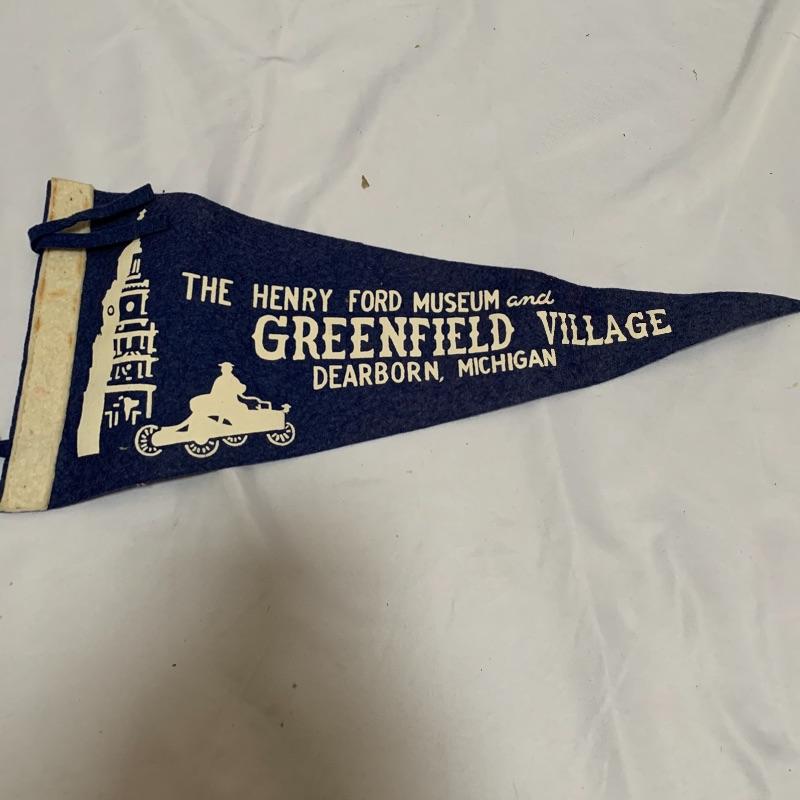 THE HENRY FORD MUSEUM and
GREENFIELD VILLAGE
DEARBORN, MICHIGAN